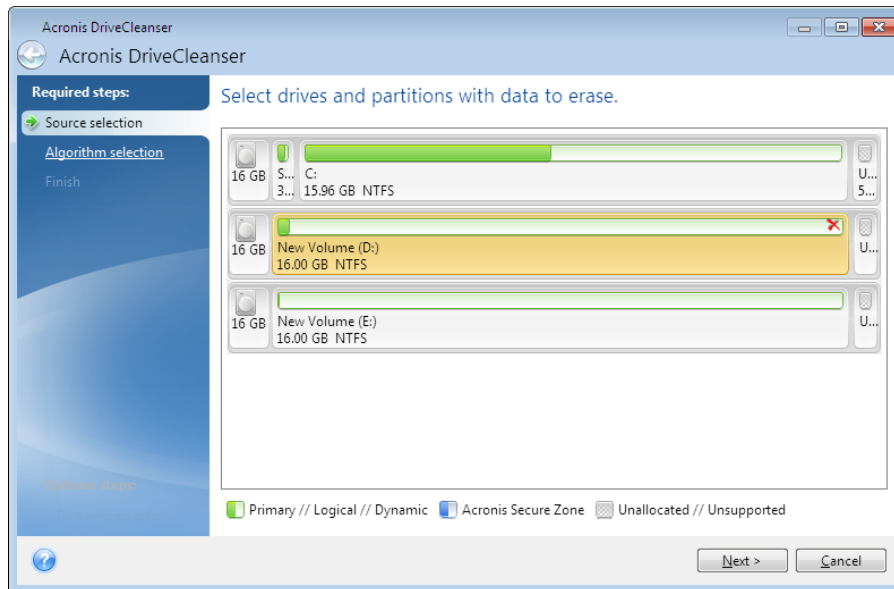 Acronis DriveCleanser
Acronis DriveCleanser
Required steps:
Source selection
Algorithm selection
Finish
Select drives and partitions with data to erase.
16 GB
S...
3...
C:
15.96 GB NTFS
U...
5...
16 GB
New Volume (D:)
16.00 GB NTFS
U...
16 GB
New Volume (E:)
16.00 GB NTFS
U...
Optional steps:
Primary // Logical // Dynamic
Acronis Secure Zone
Unallocated // Unsupported
?
Next >
Cancel